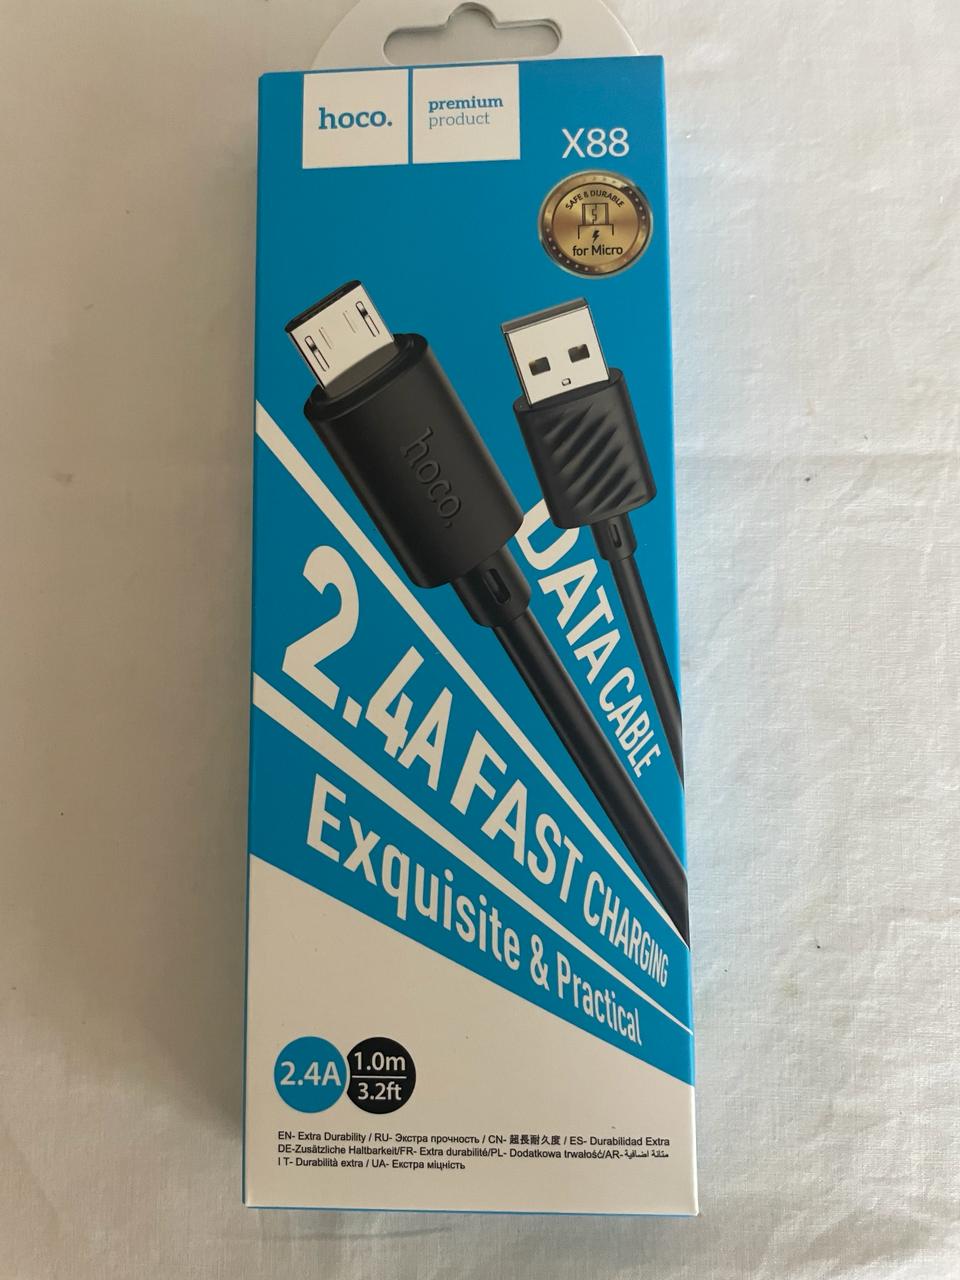 hoco.
premium
product
X88
SAFE & DURABLE
for Micro
hoco.
DATA CABLE
2.4A FAST CHARGING
Exquisite & Practical
2.4A
1.0m
3.2ft
EN- Extra Durability / RU- Экстра прочность / CN- 超長耐久度 / ES- Durabilidad Extra
DE-Zusätzliche Haltbarkeit/FR- Extra durabilité/PL- Dodatkowa trwałość/AR- متانة اضافية
I T- Durabilità extra / UA- Екстра міцність